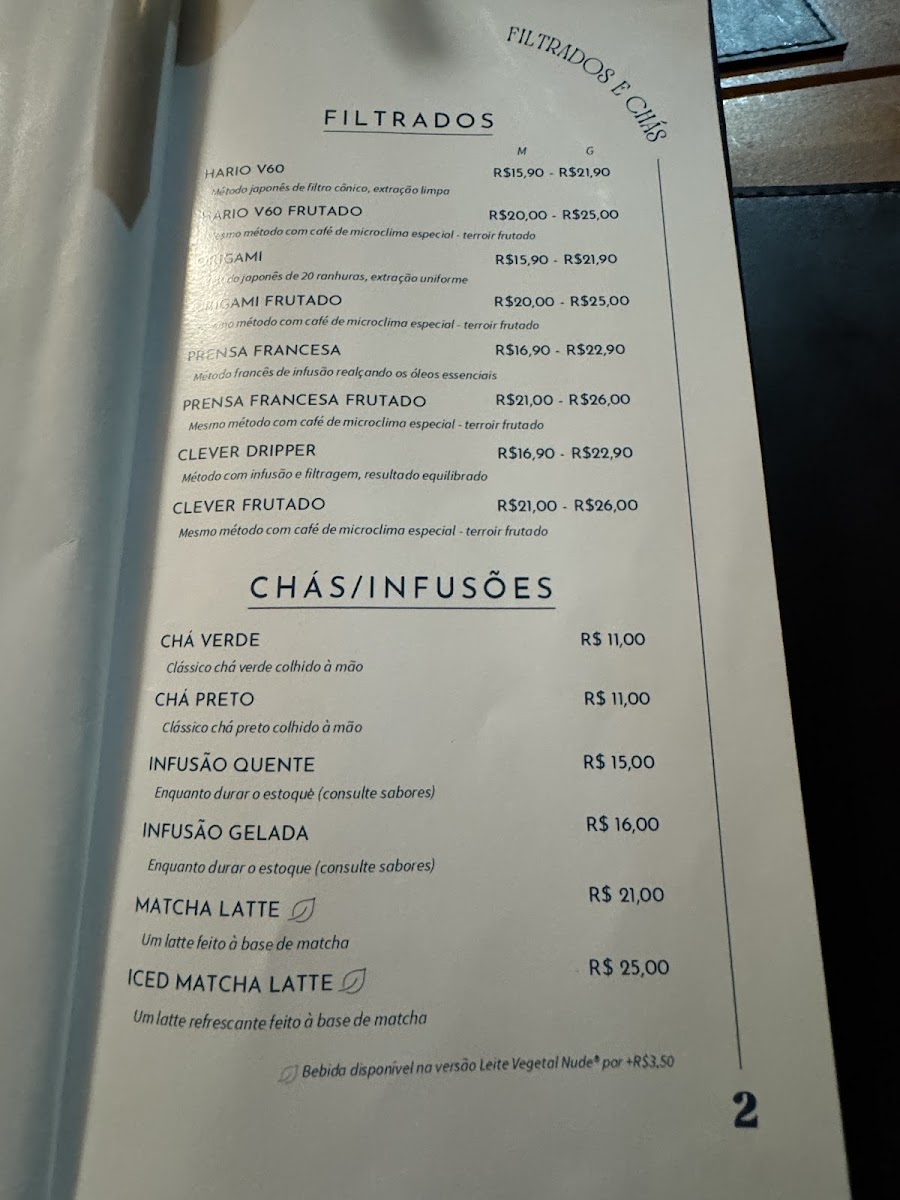 FILTRADOS E CHÁS
FILTRADOS
M G
HARIO V60 R$15,90 - R$21,90
Método japonês de filtro cônico, extração limpa
HARIO V60 FRUTADO R$20,00 - R$25,00
Mesmo método com café de microclima especial - terroir frutado
ORIGAMI R$15,90 - R$21,90
japonês de 20 ranhuras, extração uniforme
ORIGAMI FRUTADO R$20,00 - R$25,00
Mesmo método com café de microclima especial - terroir frutado
PRENSA FRANCESA R$16,90 - R$22,90
Método francês de infusão realçando os óleos essenciais
PRENSA FRANCESA FRUTADO R$21,00 - R$26,00
Mesmo método com café de microclima especial - terroir frutado
CLEVER DRIPPER R$16,90 - R$22,90
Método com infusão e filtragem, resultado equilibrado
CLEVER FRUTADO R$21,00 - R$26,00
Mesmo método com café de microclima especial - terroir frutado
CHÁS/INFUSÕES
CHÁ VERDE R$ 11,00
Clássico chá verde colhido à mão
CHÁ PRETO R$ 11,00
Clássico chá preto colhido à mão
INFUSÃO QUENTE R$ 15,00
Enquanto durar o estoque (consulte sabores)
INFUSÃO GELADA R$ 16,00
Enquanto durar o estoque (consulte sabores)
MATCHA LATTE R$ 21,00
Um latte feito à base de matcha
ICED MATCHA LATTE R$ 25,00
Um latte refrescante feito à base de matcha
Bebida disponível na versão Leite Vegetal Nude® por +R$3,50
2